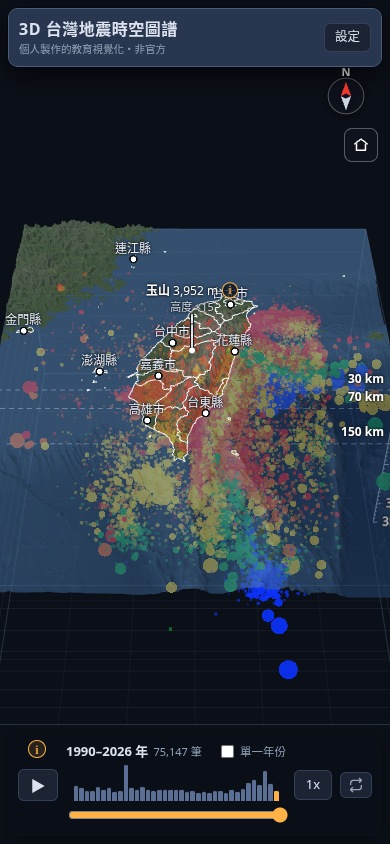 3D 台灣地震時空圖譜
個人製作的教育視覺化・非官方
設定
N
連江縣
玉山 3,952 m
高度
金門縣
台中市
花蓮縣
澎湖縣
嘉義市
30 km
70 km
高雄市
台東縣
150 km
1990–2026 年 75,147 筆
單一年份
1x